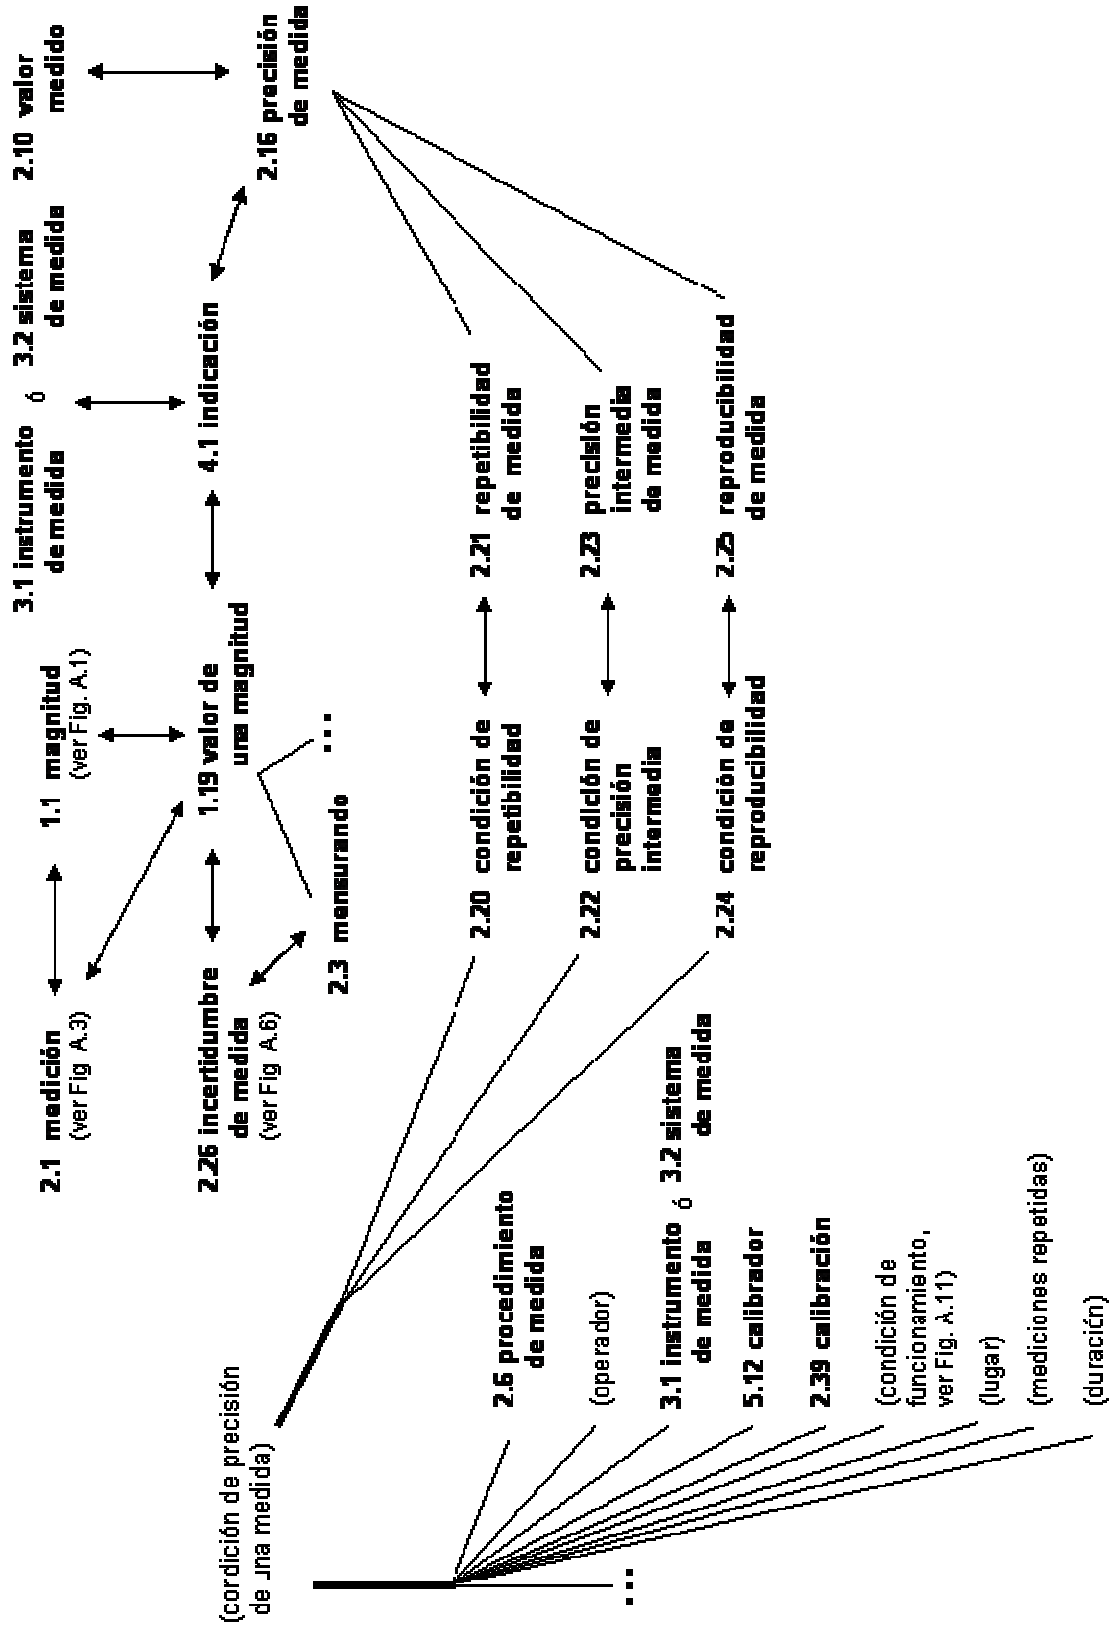 2.1 medición
(ver Fig A.3)
1.1 magnitud
(ver Fig. A.1)
3.1 instrumento
de medida
ó
3.2 sistema
de medida
2.10 valor
medido
2.26 incertidumbre
de medida
(ver Fig A.6)
1.19 valor de
una magnitud
4.1 indicación
2.16 precisión
de medida
2.3 mensurando
...
(cordición de precisión
de una medida)
2.20 condición de
repetibilidad
2.21 repetibilidad
de medida
2.22 condición de
precisión
intermedia
2.23 precisión
intermedia
de medida
2.24 condición de
reproducibilidad
2.25 reproducibilidad
de medida
2.6 procedimiento
de medida
(operador)
3.1 instrumento
de medida
ó
3.2 sistema
de medida
5.12 calibrador
2.39 calibración
(condición de
funcionamiento,
ver Fig. A.11)
(lugar)
(mediciones repetidas)
(duración)
...